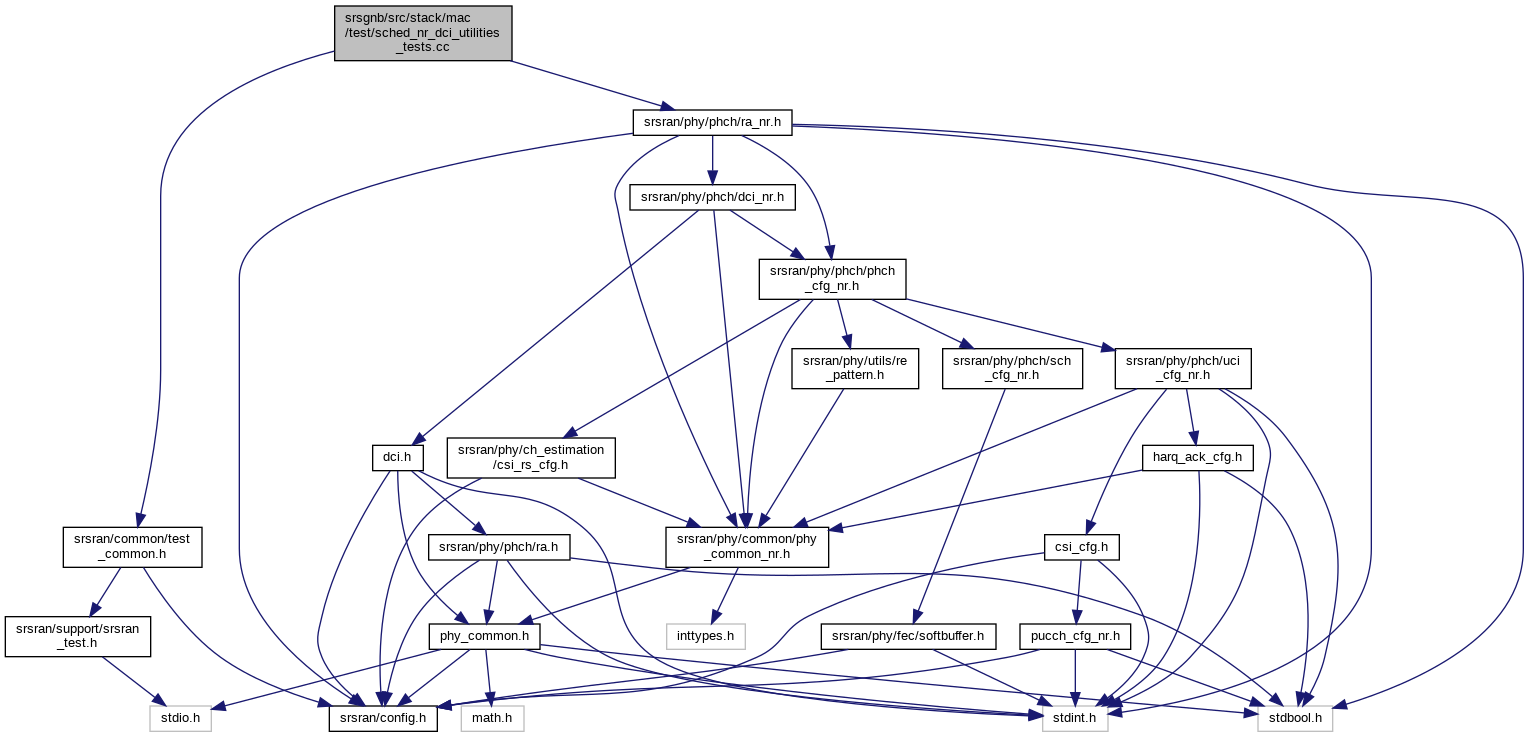 srsgnb/src/stack/mac
/test/sched_nr_dci_utilities
_tests.cc
srsran/phy/phch/ra_nr.h
srsran/phy/phch/dci_nr.h
srsran/phy/phch/phch
_cfg_nr.h
srsran/phy/utils/re
_pattern.h
srsran/phy/phch/sch
_cfg_nr.h
srsran/phy/phch/uci
_cfg_nr.h
dci.h
srsran/phy/ch_estimation
/csi_rs_cfg.h
harq_ack_cfg.h
srsran/common/test
_common.h
srsran/phy/phch/ra.h
srsran/phy/common/phy
_common_nr.h
csi_cfg.h
srsran/support/srsran
_test.h
phy_common.h
inttypes.h
srsran/phy/fec/softbuffer.h
pucch_cfg_nr.h
stdio.h
srsran/config.h
math.h
stdint.h
stdbool.h